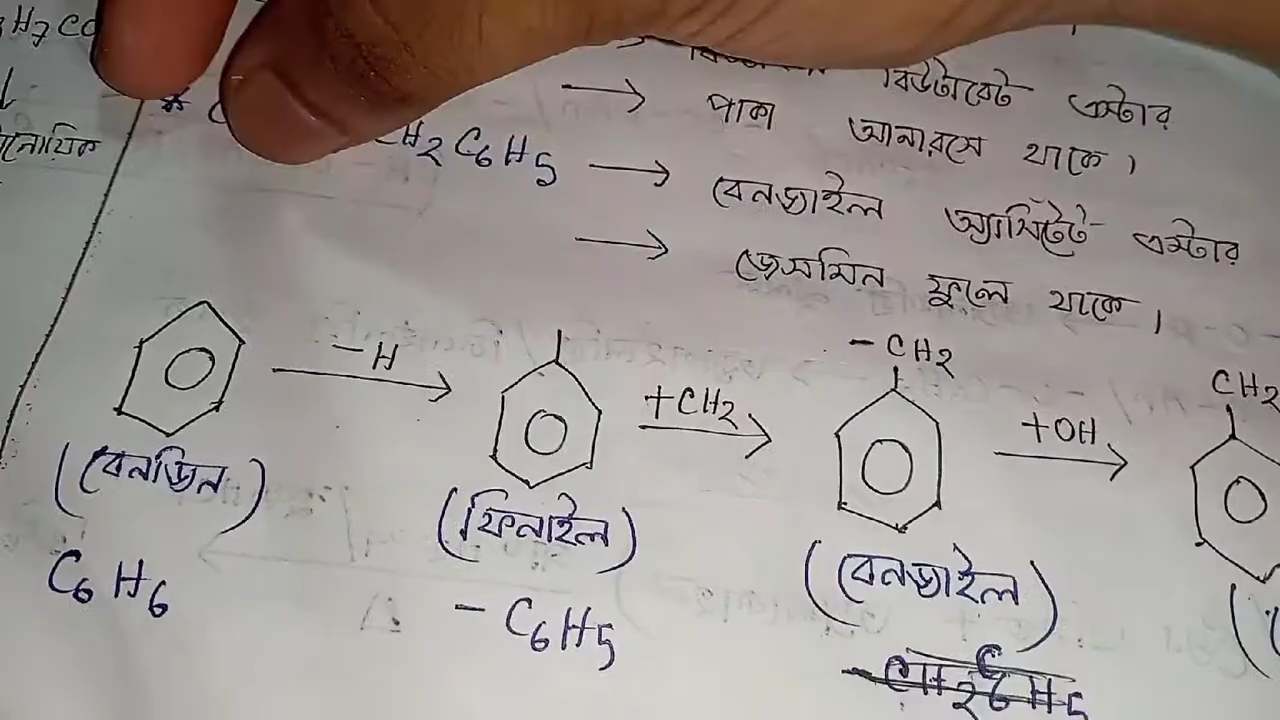 বিউটারেট এস্টার
→ পাকা আনারসে থাকে।
CH₂C₆H₅ → বেনজাইল অ্যাসিটেট এস্টার
→ জেসমিন ফুলে থাকে।
-H
+CH₂
-CH₂
+OH
CH₂
(বেনজিন)
(ফিনাইল)
(বেনজাইল)
C₆H₆
-C₆H₅